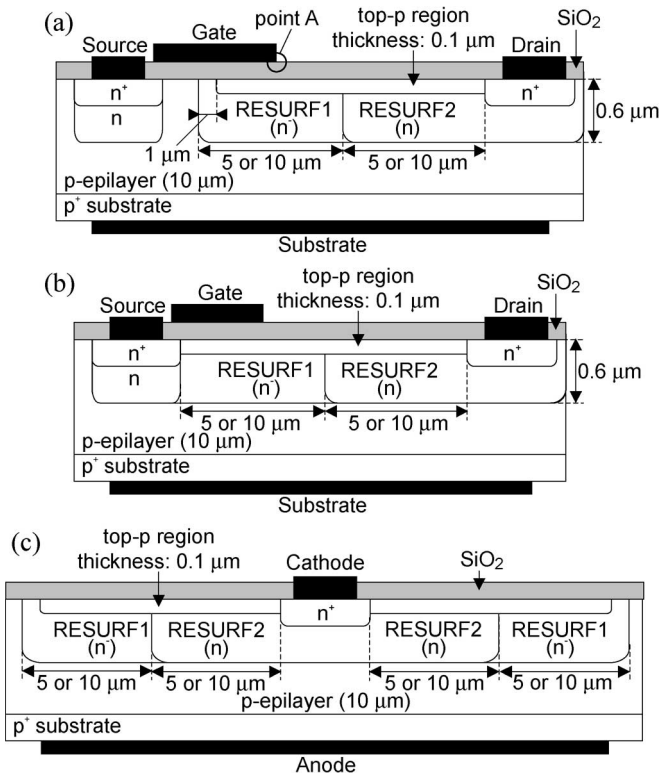 (a)
point A
top-p region
thickness: 0.1 μm
SiO2
Source
Gate
Drain
n+
n
RESURF1
(n-)
RESURF2
(n)
n+
0.6 μm
1 μm
5 or 10 μm
5 or 10 μm
p-epilayer (10 μm)
p+ substrate
Substrate
(b)
top-p region
thickness: 0.1 μm
SiO2
Source
Gate
Drain
n+
n
RESURF1
(n-)
RESURF2
(n)
n+
0.6 μm
5 or 10 μm
5 or 10 μm
p-epilayer (10 μm)
p+ substrate
Substrate
(c)
top-p region
thickness: 0.1 μm
Cathode
SiO2
n+
RESURF1
(n-)
RESURF2
(n)
RESURF2
(n)
RESURF1
(n-)
5 or 10 μm
5 or 10 μm
5 or 10 μm
5 or 10 μm
p-epilayer (10 μm)
p+ substrate
Anode